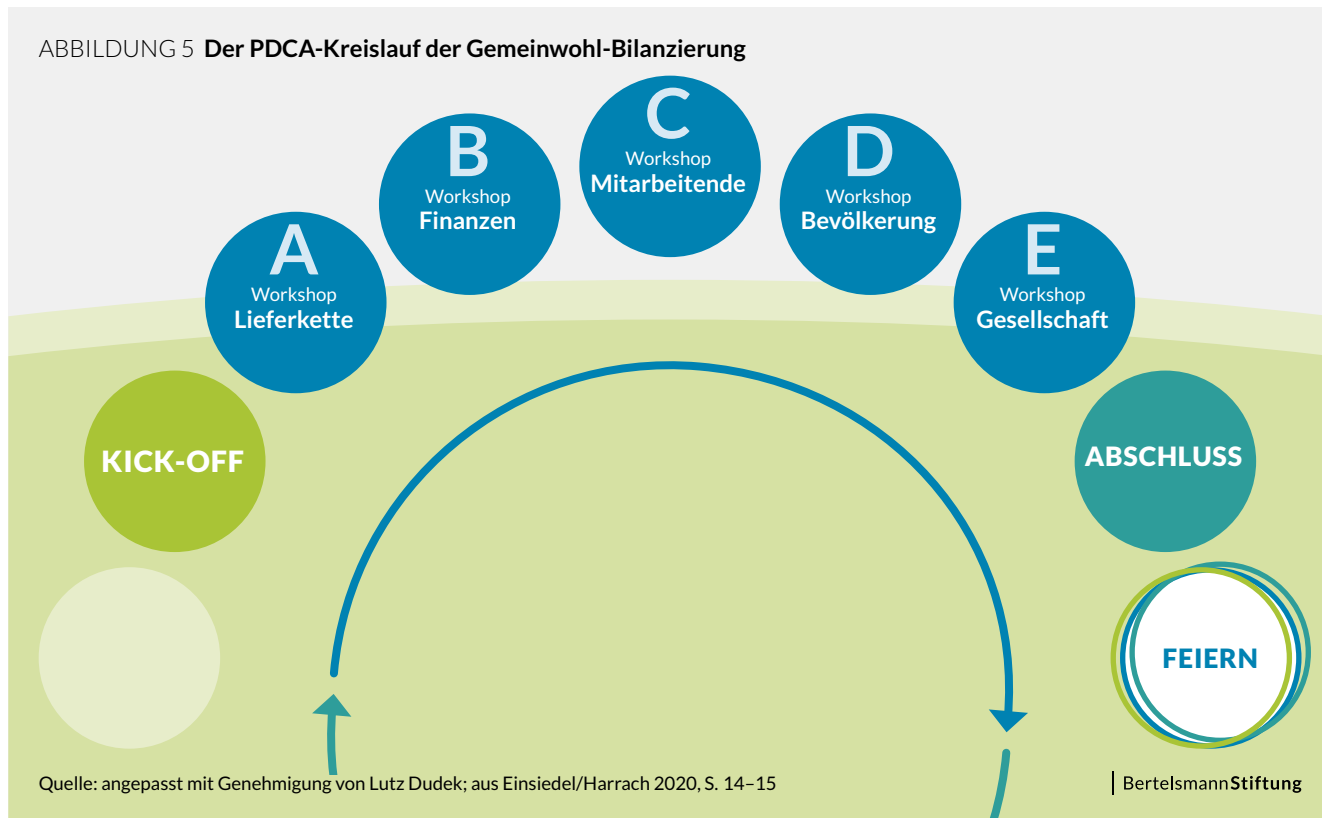 ABBILDUNG 5 Der PDCA-Kreislauf der Gemeinwohl-Bilanzierung
A
Workshop
Lieferkette
B
Workshop
Finanzen
C
Workshop
Mitarbeitende
D
Workshop
Bevölkerung
E
Workshop
Gesellschaft
KICK-OFF
ABSCHLUSS
FEIERN
Quelle: angepasst mit Genehmigung von Lutz Dudek; aus Einsiedel/Harrach 2020, S. 14–15
BertelsmannStiftung